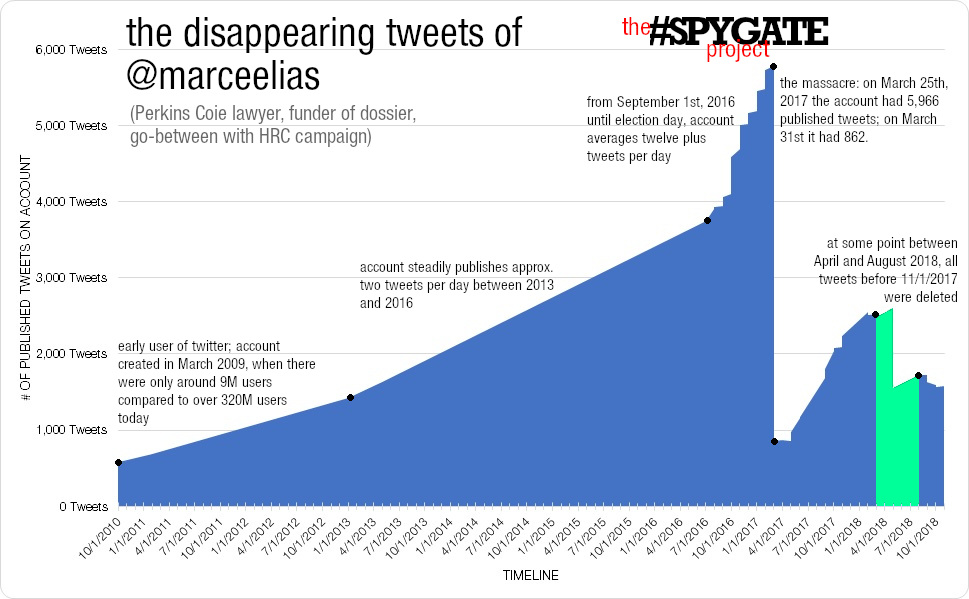 the disappearing tweets of
@marceelias
(Perkins Coie lawyer, funder of dossier,
go-between with HRC campaign)
the#SPYGATE
project
the massacre: on March 25th,
2017 the account had 5,966
published tweets; on March
31st it had 862.
from September 1st, 2016
until election day, account
averages twelve plus
tweets per day
at some point between
April and August 2018, all
tweets before 11/1/2017
were deleted
account steadily publishes approx.
two tweets per day between 2013
and 2016
early user of twitter; account
created in March 2009, when there
were only around 9M users
compared to over 320M users
today
# OF PUBLISHED TWEETS ON ACCOUNT
6,000 Tweets
5,000 Tweets
4,000 Tweets
3,000 Tweets
2,000 Tweets
1,000 Tweets
0 Tweets
10/1/2010
1/1/2011
4/1/2011
7/1/2011
10/1/2011
1/1/2012
4/1/2012
7/1/2012
10/1/2012
1/1/2013
4/1/2013
7/1/2013
10/1/2013
1/1/2014
4/1/2014
7/1/2014
10/1/2014
1/1/2015
4/1/2015
7/1/2015
10/1/2015
1/1/2016
4/1/2016
7/1/2016
10/1/2016
1/1/2017
4/1/2017
7/1/2017
10/1/2017
1/1/2018
4/1/2018
7/1/2018
10/1/2018
TIMELINE